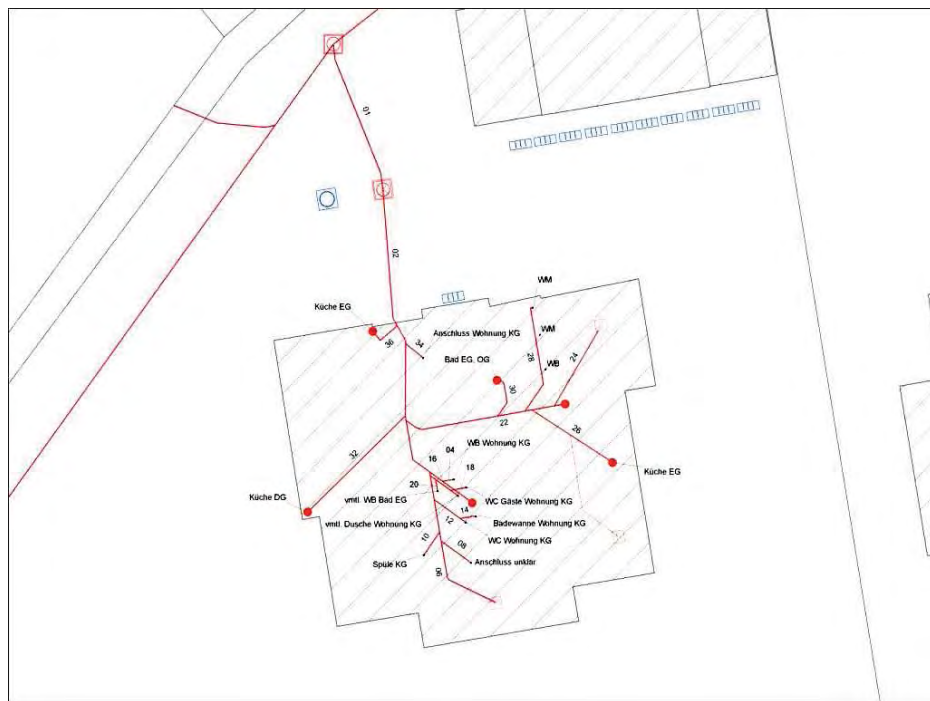 01
02
WM
Küche EG
34
Anschluss Wohnung KG
WM
36
Bad EG, OG
28
WB
24
30
22
26
WB Wohnung KG
32
16
04
18
Küche EG
20
Küche DG
vmtl. WB Bad EG
WC Gäste Wohnung KG
14
vmtl. Dusche Wohnung KG
12
Badewanne Wohnung KG
10
WC Wohnung KG
08
Spüle KG
06
Anschluss unklar